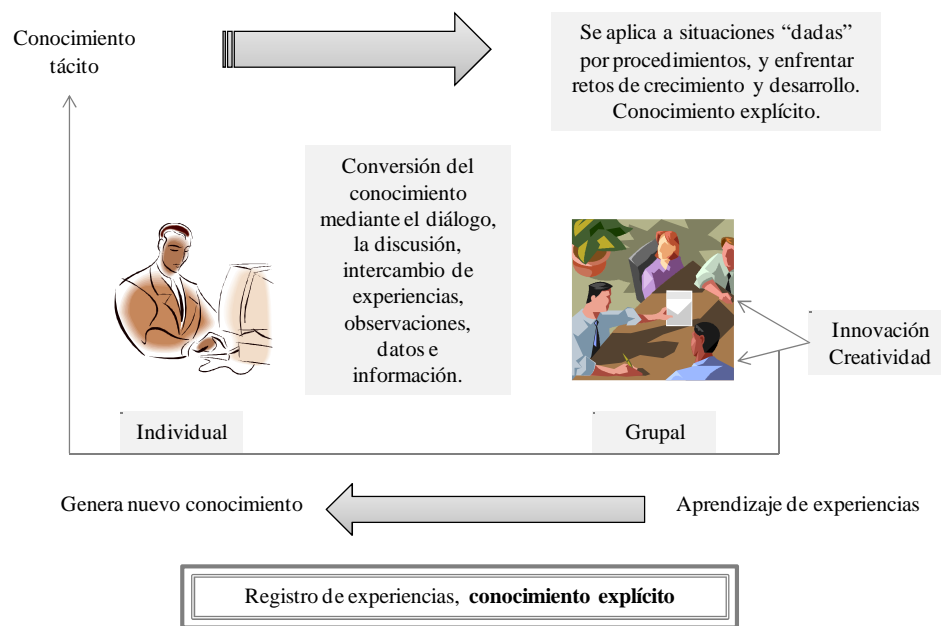 Conocimiento
tácito
Se aplica a situaciones “dadas”
por procedimientos, y enfrentar
retos de crecimiento y desarrollo.
Conocimiento explícito.
Conversión del
conocimiento
mediante el diálogo,
la discusión,
intercambio de
experiencias,
observaciones,
datos e
información.
Innovación
Creatividad
Individual
Grupal
Genera nuevo conocimiento
Aprendizaje de experiencias
Registro de experiencias, conocimiento explícito